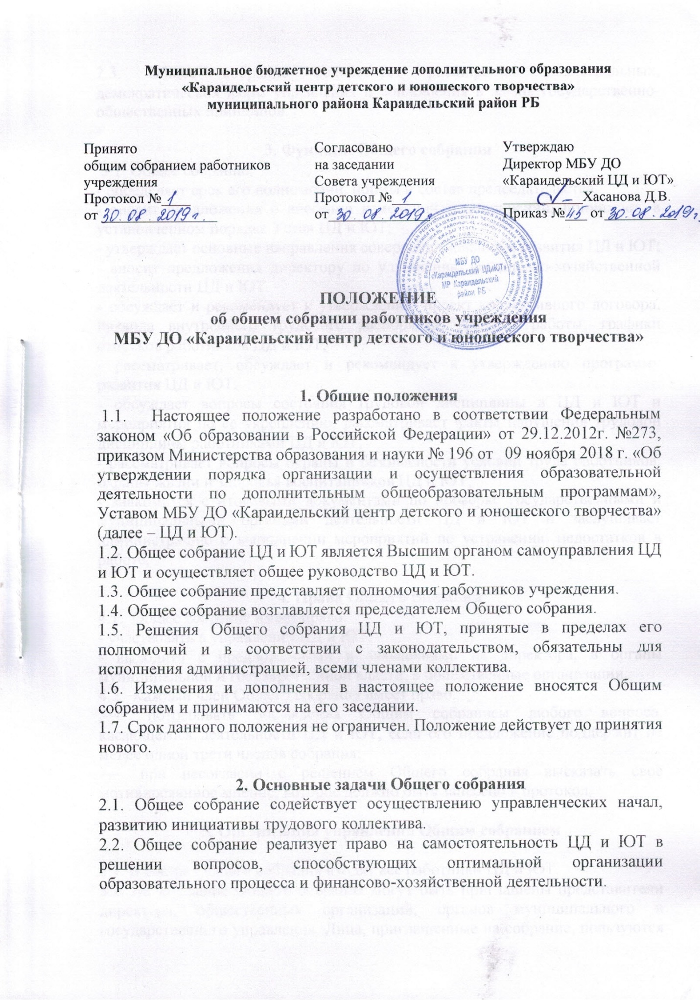 Муниципальное бюджетное учреждение дополнительного образования
«Караидельский центр детского и юношеского творчества»
муниципального района Караидельский район РБ
Принято
общим собранием работников
учреждения
Протокол № 1
от 30.08.2019 г.
Согласовано
на заседании
Совета учреждения
Протокол № 1
от 30.08.2019 г
Утверждаю
Директор МБУ ДО
«Караидельский ЦД и ЮТ»
Хасанова Д.В.
Приказ № 45 от 30.08.2019г.
МБУ ДО
«Караидельский ЦДиЮТ»
МР Караидельский
район РБ
ПОЛОЖЕНИЕ
об общем собрании работников учреждения
МБУ ДО «Караидельский центр детского и юношеского творчества»
1. Общие положения
1.1. Настоящее положение разработано в соответствии Федеральным
законом «Об образовании в Российской Федерации» от 29.12.2012г. №273,
приказом Министерства образования и науки № 196 от 09 ноября 2018 г. «Об
утверждении порядка организации и осуществления образовательной
деятельности по дополнительным общеобразовательным программам»,
Уставом МБУ ДО «Караидельский центр детского и юношеского творчества»
(далее – ЦД и ЮТ).
1.2. Общее собрание ЦД и ЮТ является Высшим органом самоуправления ЦД
и ЮТ и осуществляет общее руководство ЦД и ЮТ.
1.3. Общее собрание представляет полномочия работников учреждения.
1.4. Общее собрание возглавляется председателем Общего собрания.
1.5. Решения Общего собрания ЦД и ЮТ, принятые в пределах его
полномочий и в соответствии с законодательством, обязательны для
исполнения администрацией, всеми членами коллектива.
1.6. Изменения и дополнения в настоящее положение вносятся Общим
собранием и принимаются на его заседании.
1.7. Срок данного положения не ограничен. Положение действует до принятия
нового.
2. Основные задачи Общего собрания
2.1. Общее собрание содействует осуществлению управленческих начал,
развитию инициативы трудового коллектива.
2.2. Общее собрание реализует право на самостоятельность ЦД и ЮТ в
решении вопросов, способствующих оптимальной организации
образовательного процесса и финансово-хозяйственной деятельности.